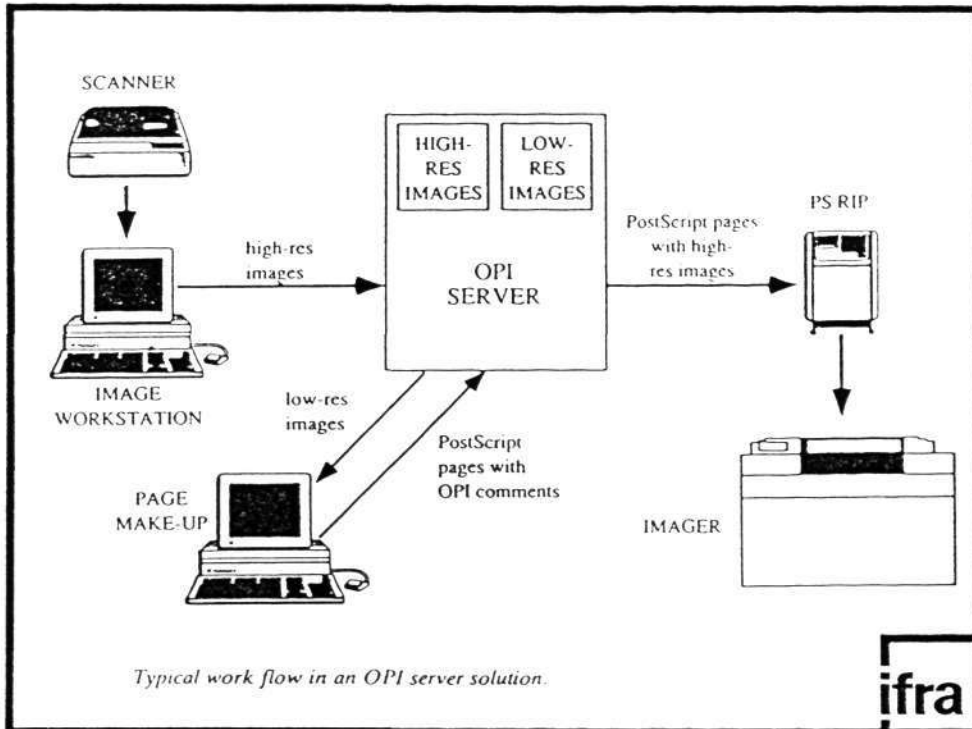 SCANNER
HIGH-
RES
IMAGES
LOW-
RES
IMAGES
PS RIP
PostScript pages
with high-
res images
high-res
images
OPI
SERVER
IMAGE
WORKSTATION
low-res
images
PostScript
pages with
OPI comments
PAGE
MAKE-UP
IMAGER
Typical work flow in an OPI server solution.
ifra